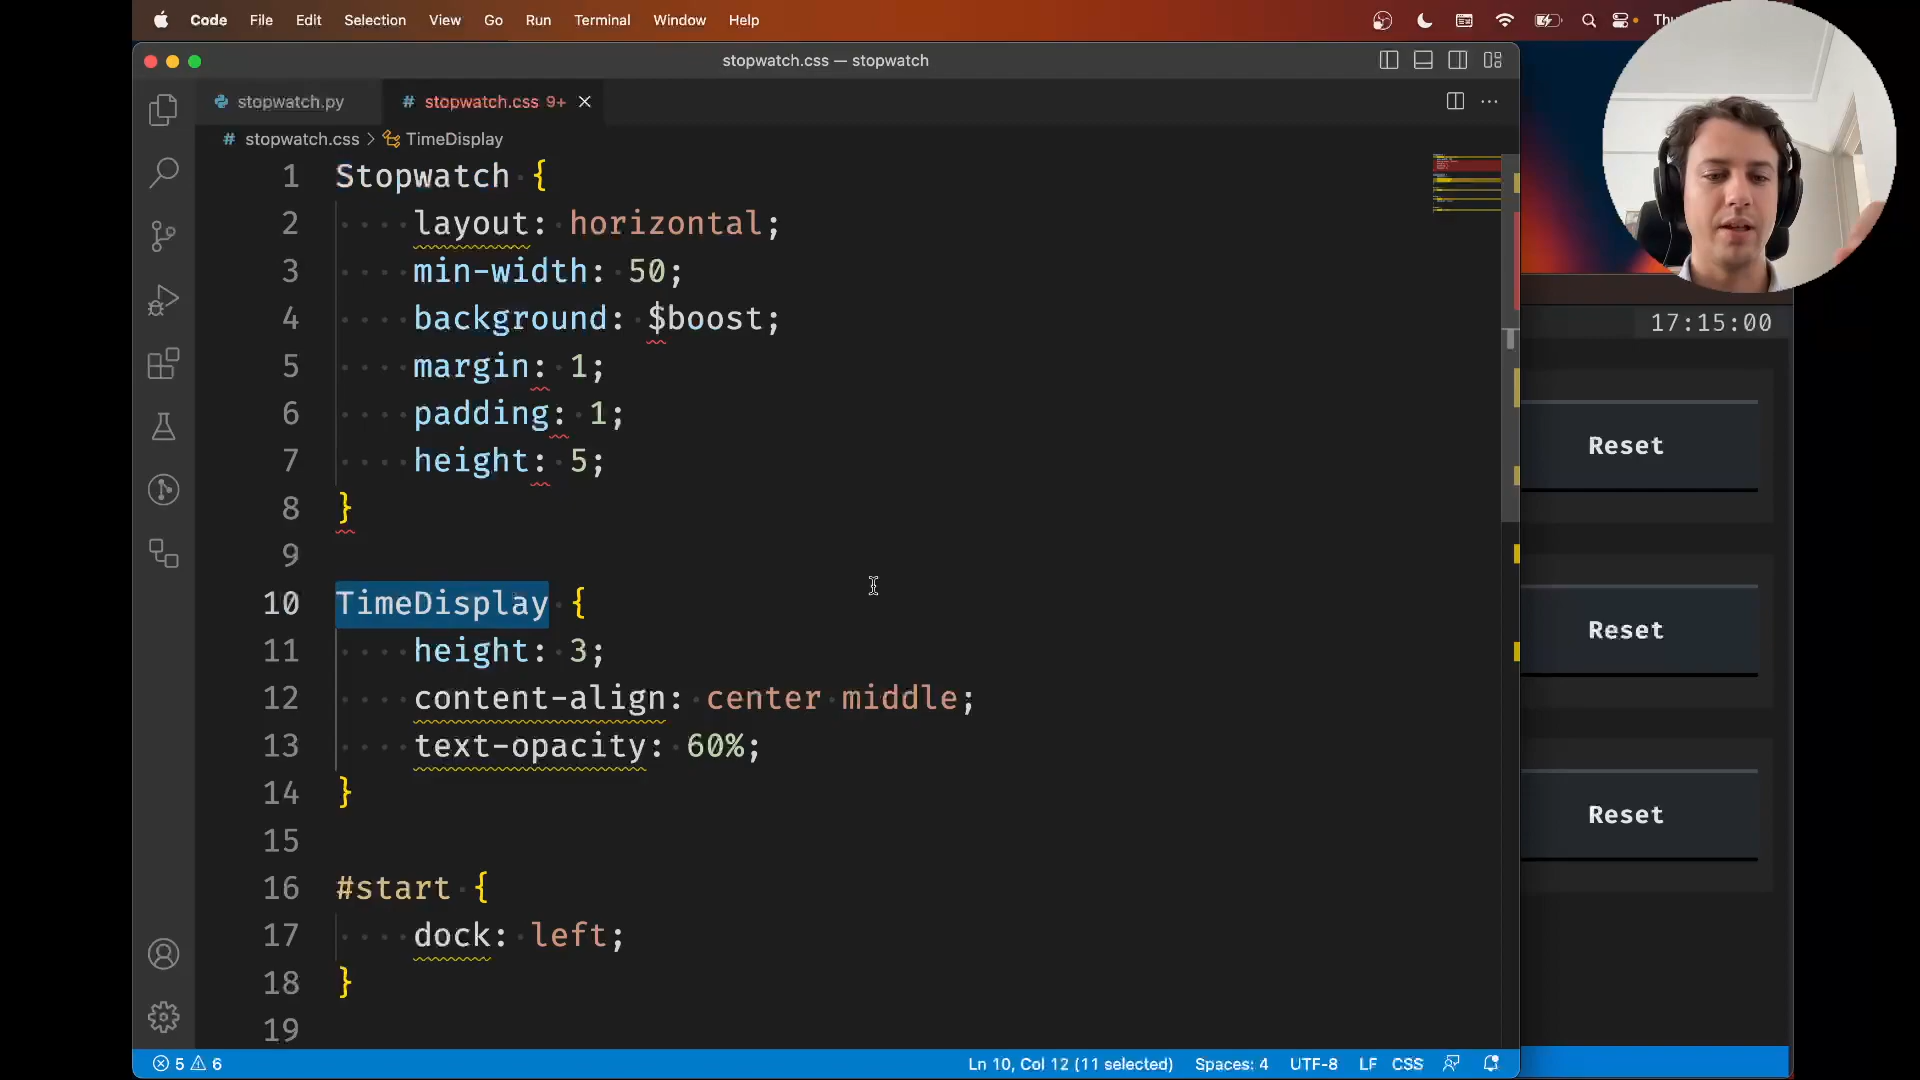 Code File Edit Selection View Go Run Terminal Window Help
stopwatch.css — stopwatch
stopwatch.py
stopwatch.css 9+
stopwatch.css > TimeDisplay
1 Stopwatch {
2 layout: horizontal;
3 min-width: 50;
4 background: $boost;
5 margin: 1;
6 padding: 1;
7 height: 5;
8 }
9
10 TimeDisplay {
11 height: 3;
12 content-align: center middle;
13 text-opacity: 60%;
14 }
15
16 #start {
17 dock: left;
18 }
19
17:15:00
Reset
Reset
Reset
5 6 Ln 10, Col 12 (11 selected) Spaces: 4 UTF-8 LF CSS